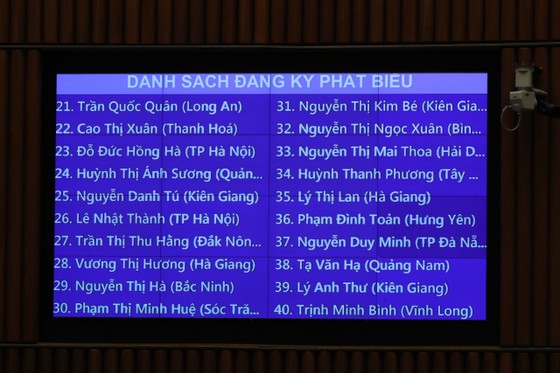 DANH SÁCH ĐĂNG KÝ PHÁT BIỂU
21. Trần Quốc Quân (Long An)
22. Cao Thị Xuân (Thanh Hoá)
23. Đỗ Đức Hồng Hà (TP Hà Nội)
24. Huỳnh Thị Ánh Sương (Quản...
25. Nguyễn Danh Tú (Kiên Giang)
26. Lê Nhật Thành (TP Hà Nội)
27. Trần Thị Thu Hằng (Đắk Nôn...
28. Vương Thị Hương (Hà Giang)
29. Nguyễn Thị Hà (Bắc Ninh)
30. Phạm Thị Minh Huệ (Sóc Tră...
31. Nguyễn Thị Kim Bé (Kiên Gia...
32. Nguyễn Thị Ngọc Xuân (Bìn...
33. Nguyễn Thị Mai Thoa (Hải D...
34. Huỳnh Thanh Phương (Tây ...
35. Lý Thị Lan (Hà Giang)
36. Phạm Đình Toản (Hưng Yên)
37. Nguyễn Duy Minh (TP Đà Nẵ...
38. Tạ Văn Hạ (Quảng Nam)
39. Lý Anh Thư (Kiên Giang)
40. Trịnh Minh Bình (Vĩnh Long)